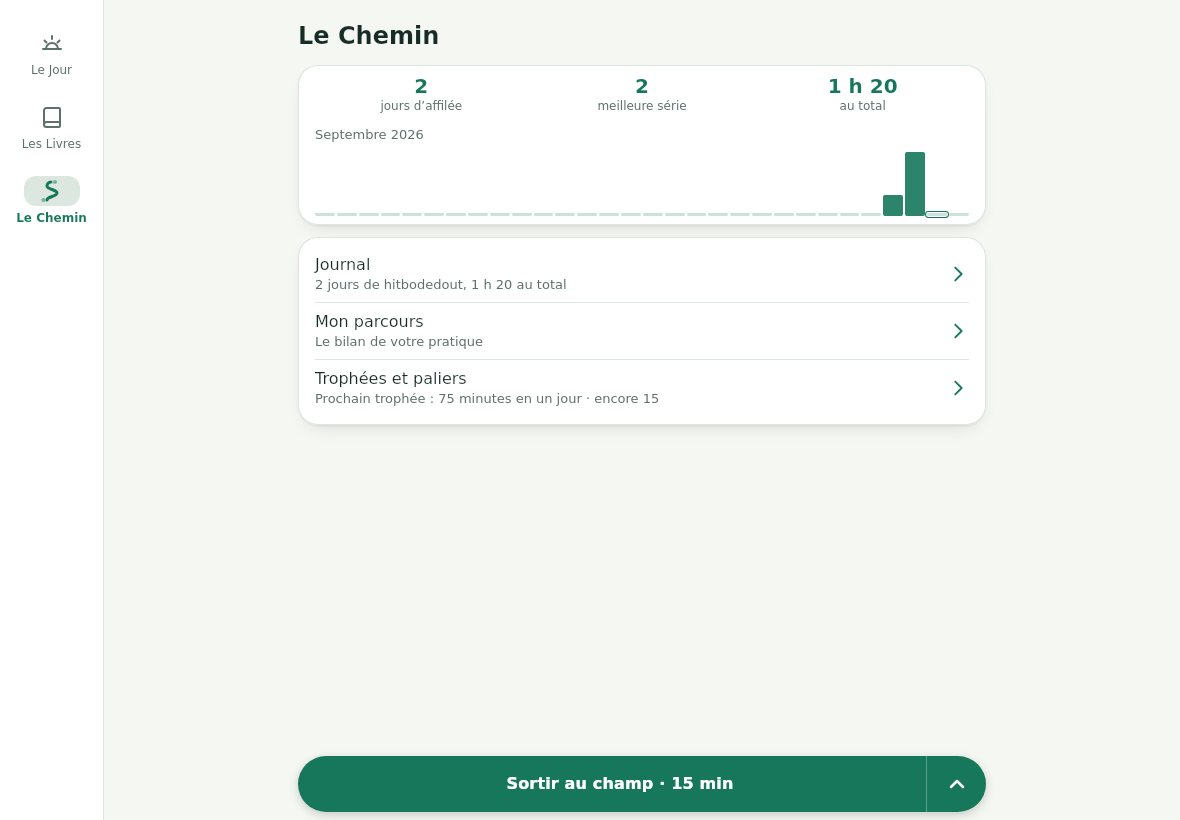 Le Jour
Les Livres
Le Chemin
Le Chemin
2
jours d’affilée
2
meilleure série
1 h 20
au total
Septembre 2026
Journal
2 jours de hitbodedout, 1 h 20 au total
Mon parcours
Le bilan de votre pratique
Trophées et paliers
Prochain trophée : 75 minutes en un jour · encore 15
Sortir au champ · 15 min